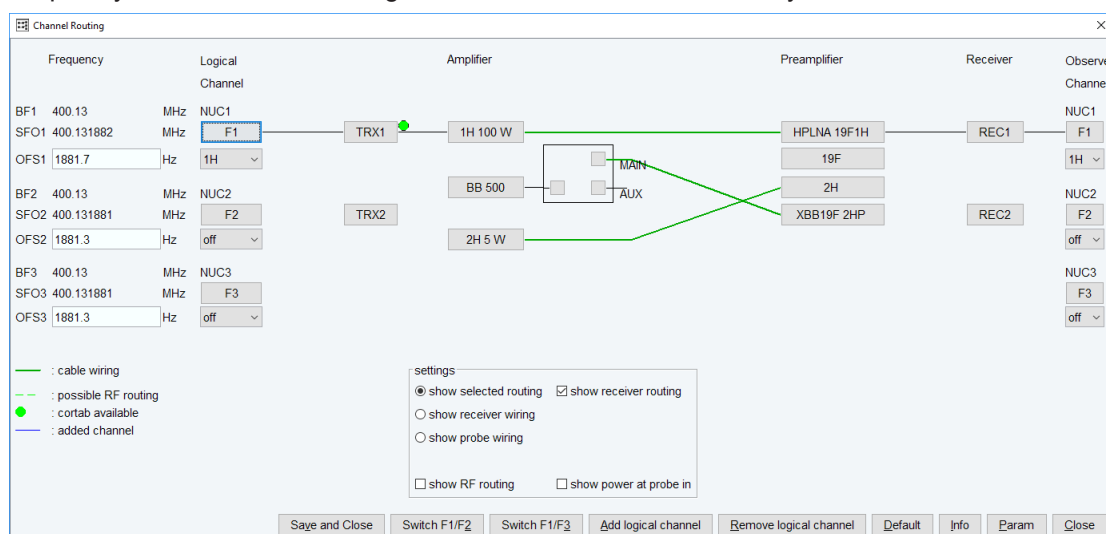 Channel Routing
Frequency Logical Channel Amplifier Preamplifier Receiver Observe Channe
BF1 400.13 MHz NUC1 NUC1
SFO1 400.131882 MHz F1 TRX1 1H 100 W HPLNA 19F1H REC1 F1
OFS1 1881.7 Hz 1H 19F 1H
MAIN
BF2 400.13 MHz NUC2 BB 500 AUX 2H NUC2
SFO2 400.131881 MHz F2 TRX2 XBB19F 2HP REC2 F2
OFS2 1881.3 Hz off 2H 5 W off
BF3 400.13 MHz NUC3 NUC3
SFO3 400.131881 MHz F3 F3
OFS3 1881.3 Hz off off
: cable wiring
: possible RF routing
: cortab available
: added channel
settings
show selected routing show receiver routing
show receiver wiring
show probe wiring
show RF routing show power at probe in
Save and Close Switch F1/F2 Switch F1/F3 Add logical channel Remove logical channel Default Info Param Close